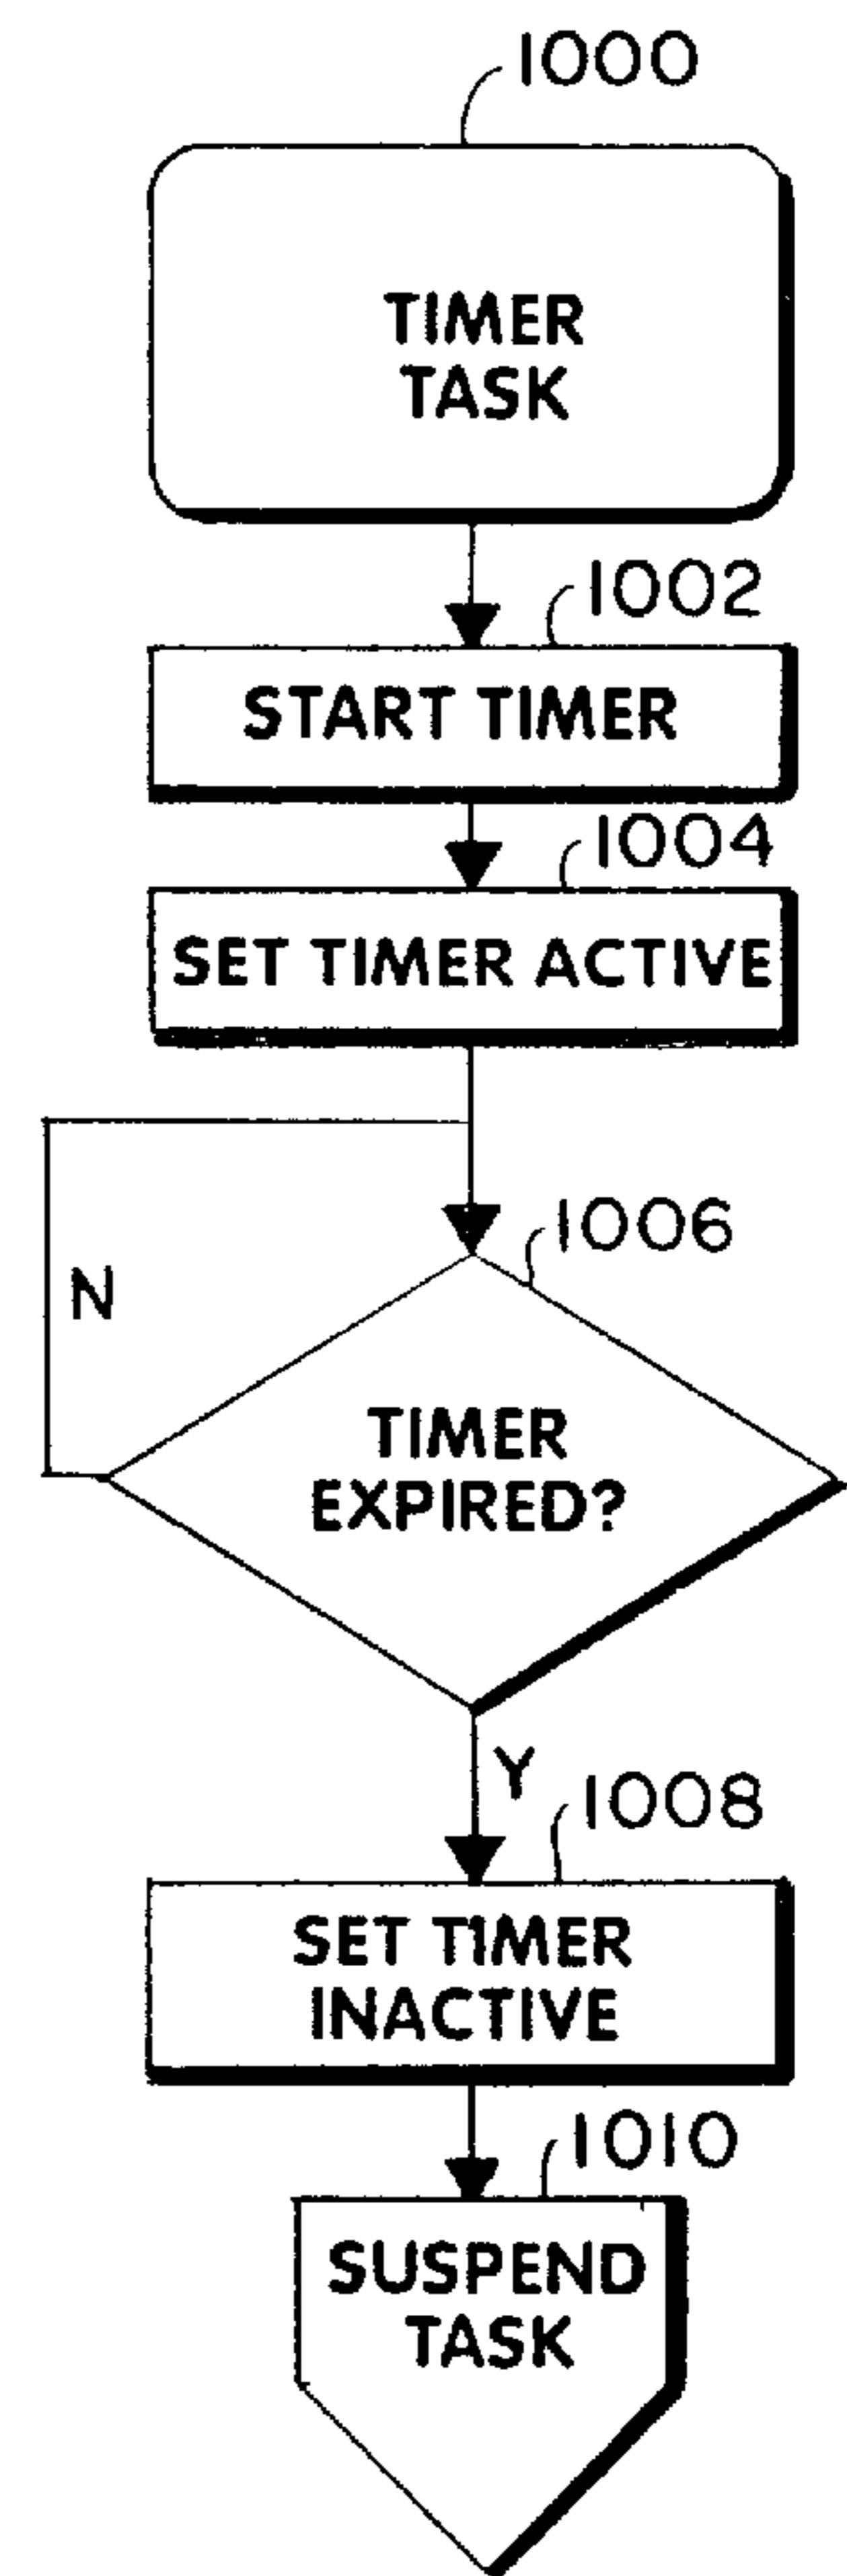 1000
TIMER
TASK
1002
START TIMER
1004
SET TIMER ACTIVE
1006
N
TIMER
EXPIRED?
Y
1008
SET TIMER
INACTIVE
1010
SUSPEND
TASK